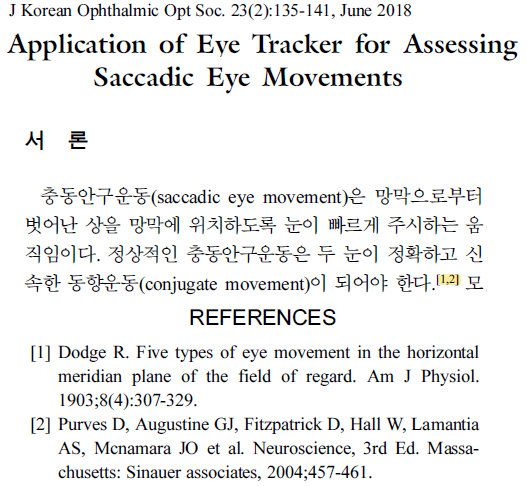 J Korean Ophthalmic Opt Soc. 23(2):135-141, June 2018
Application of Eye Tracker for Assessing
Saccadic Eye Movements
서 론
충동안구운동(saccadic eye movement)은 망막으로부터
벗어난 상을 망막에 위치하도록 눈이 빠르게 주시하는 움
직임이다. 정상적인 충동안구운동은 두 눈이 정확하고 신
속한 동향운동(conjugate movement)이 되어야 한다.[1,2] 모
REFERENCES
[1] Dodge R. Five types of eye movement in the horizontal
meridian plane of the field of regard. Am J Physiol.
1903;8(4):307-329.
[2] Purves D, Augustine GJ, Fitzpatrick D, Hall W, Lamantia
AS, Mcnamara JO et al. Neuroscience, 3rd Ed. Massa-
chusetts: Sinauer associates, 2004;457-461.